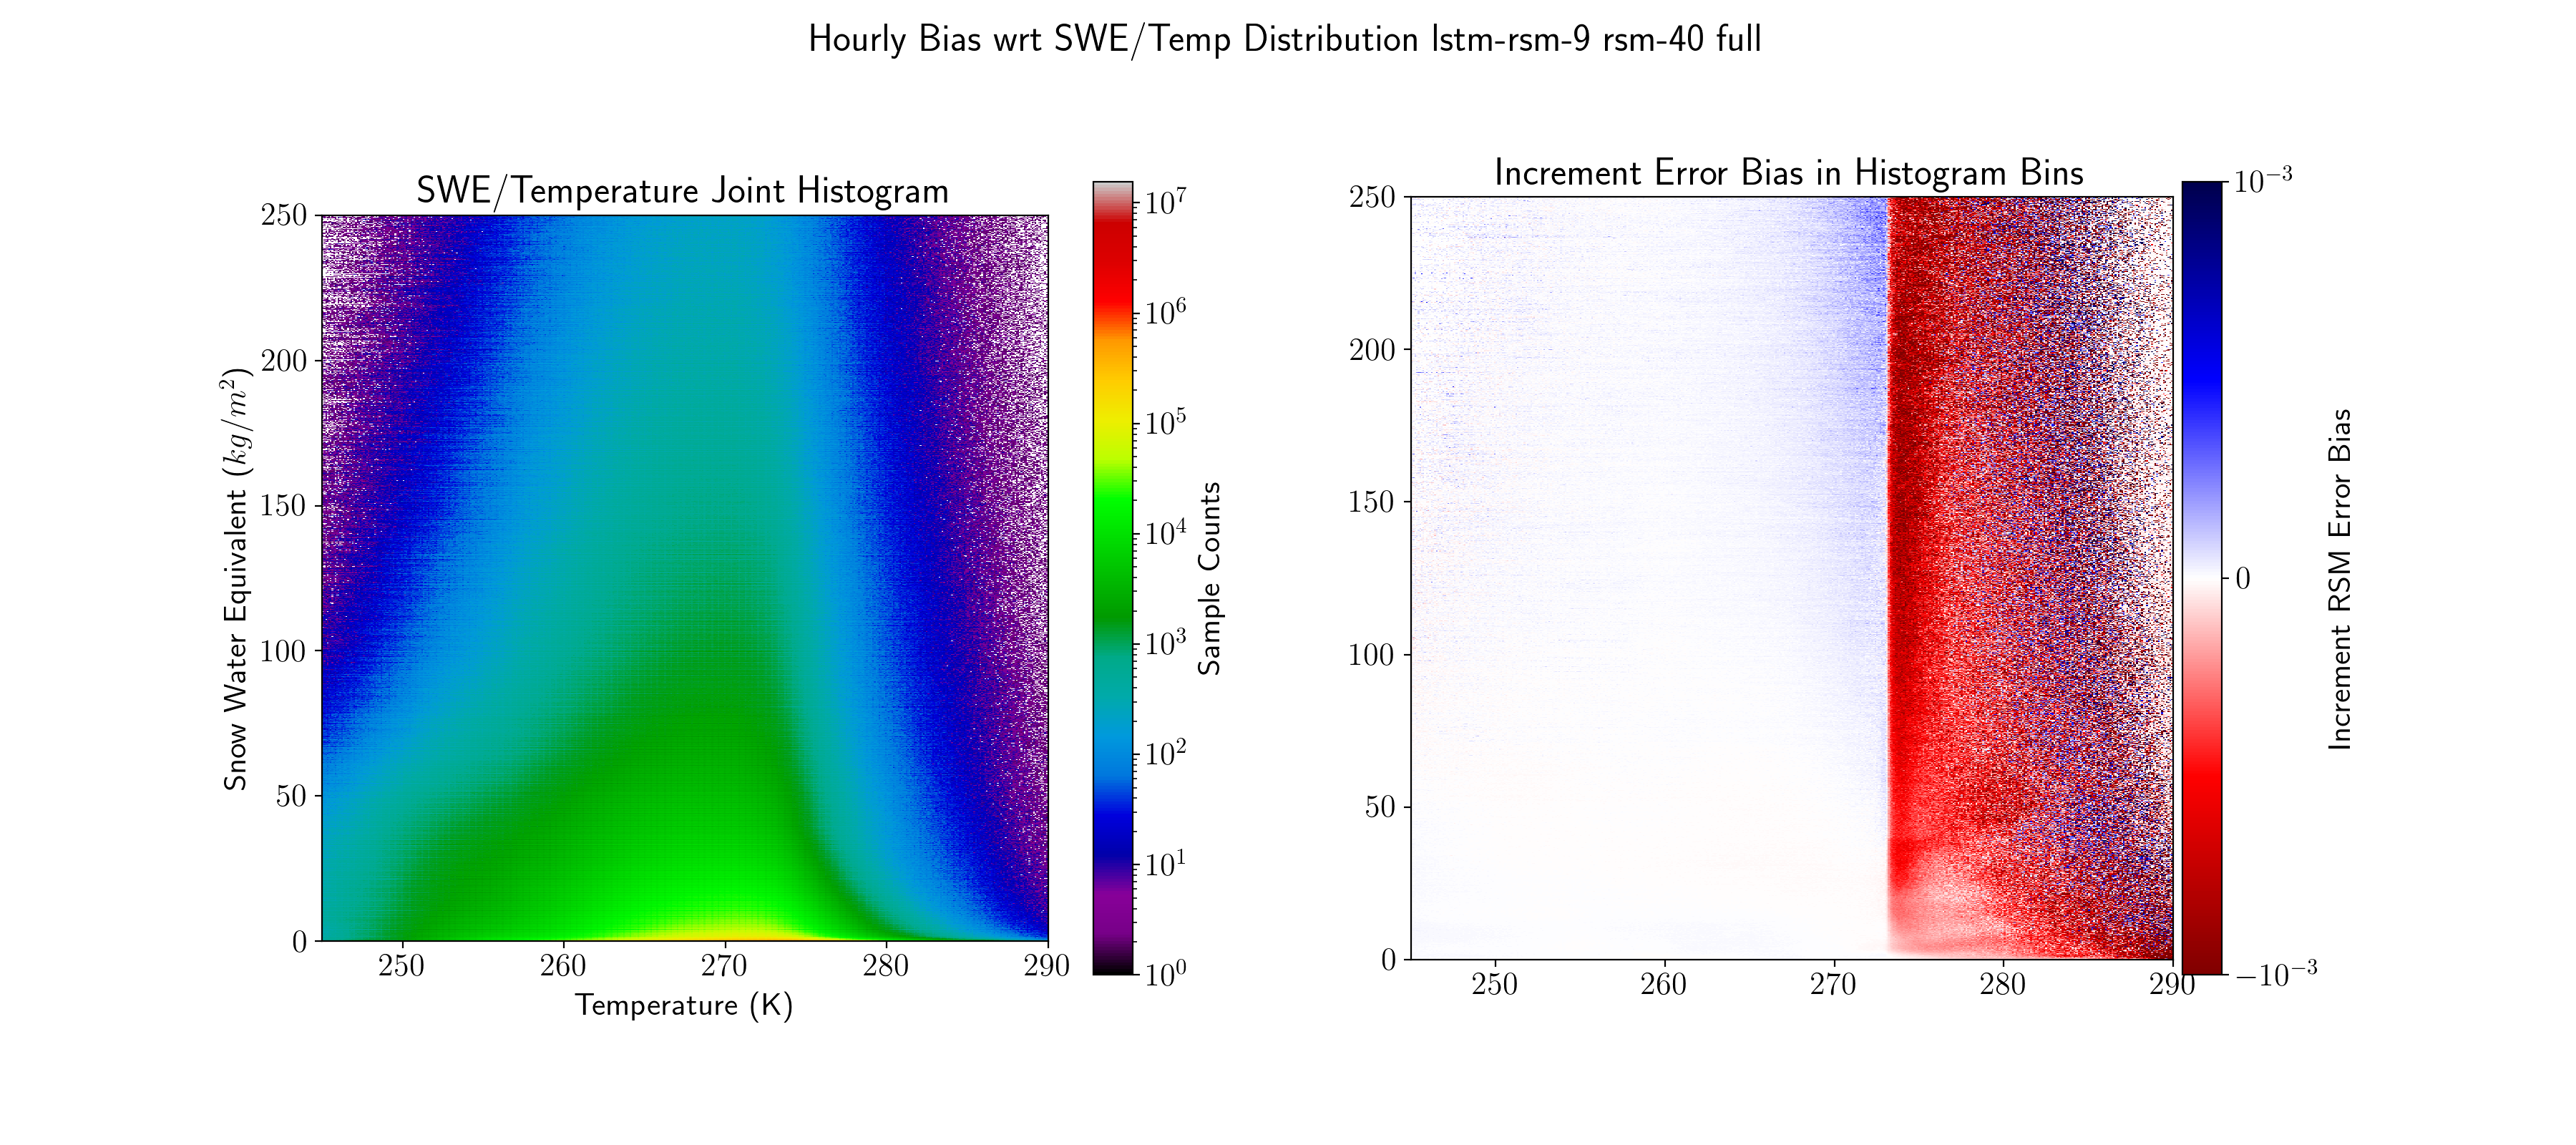 Hourly Bias wrt SWE/Temp Distribution lstm-rsm-9 rsm-40 full
SWE/Temperature Joint Histogram
250
200
150
100
50
0
Snow Water Equivalent (kg/m²)
250 260 270 280 290
Temperature (K)
10⁷
10⁶
10⁵
10⁴
10³
10²
10¹
10⁰
Sample Counts
Increment Error Bias in Histogram Bins
250
200
150
100
50
0
250 260 270 280 290
10⁻³
0
−10⁻³
Increment RSM Error Bias